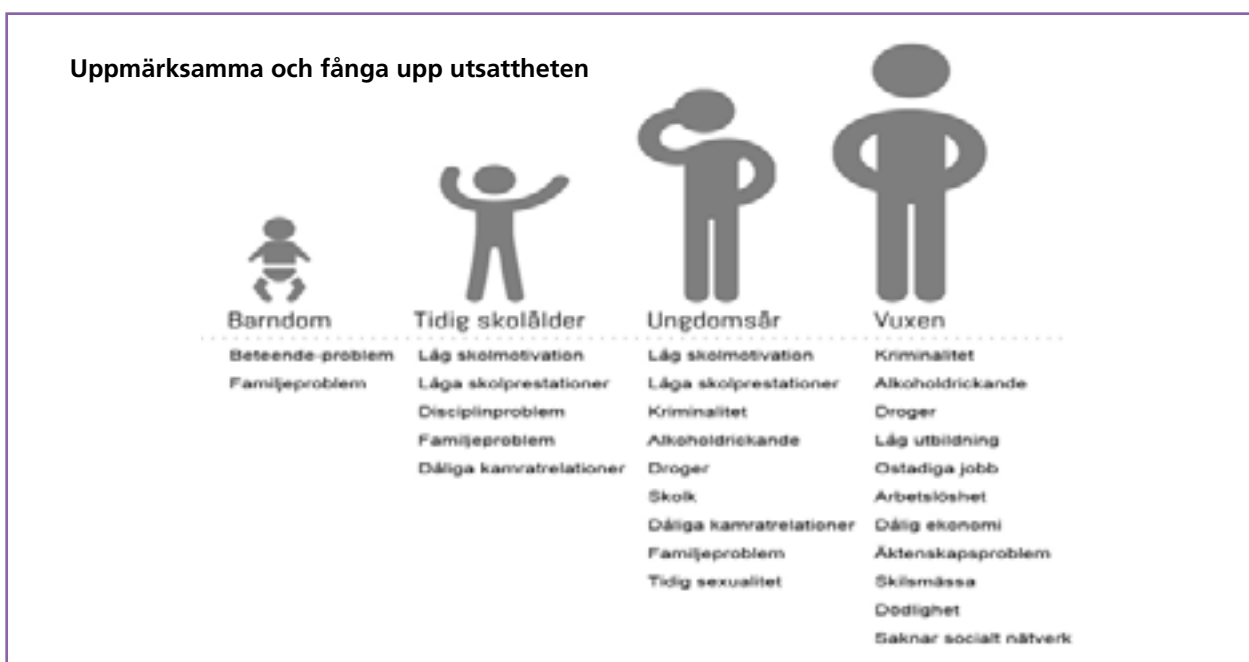 Uppmärksamma och fånga upp utsattheten
Barndom
Beteende-problem
Familjeproblem
Tidig skolålder
Låg skolmotivation
Låga skolprestationer
Disciplinproblem
Familjeproblem
Dåliga kamratrelationer
Ungdomsår
Låg skolmotivation
Låga skolprestationer
Kriminalitet
Alkoholdrickande
Droger
Skolk
Dåliga kamratrelationer
Familjeproblem
Tidig sexualitet
Vuxen
Kriminalitet
Alkoholdrickande
Droger
Låg utbildning
Ostadiga jobb
Arbetslöshet
Dålig ekonomi
Äktenskapsproblem
Skilsmässa
Dödlighet
Saknar socialt nätverk